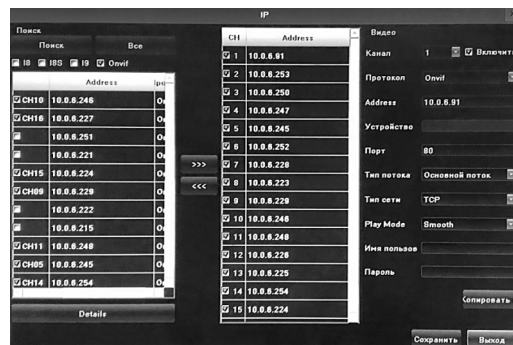 IP
Поиск
Поиск Все
I8 I8S I9 Onvif
Address
CH10 10.0.6.246
CH16 10.0.6.227
10.0.6.251
10.0.6.221
CH15 10.0.6.224
CH09 10.0.6.229
10.0.6.222
10.0.6.215
CH11 10.0.6.248
CH05 10.0.6.245
CH14 10.0.6.254
Details
>>>
<<<
CH Address
1 10.0.6.91
2 10.0.6.253
3 10.0.6.250
4 10.0.6.247
5 10.0.6.245
6 10.0.6.252
7 10.0.6.228
8 10.0.6.223
9 10.0.6.229
10 10.0.6.246
11 10.0.6.248
12 10.0.6.226
13 10.0.6.225
14 10.0.6.254
15 10.0.6.224
Видео
Канал 1 Включить
Протокол Onvif
Address 10.0.6.91
Устройство
Порт 80
Тип потока Основной поток
Тип сети TCP
Play Mode Smooth
Имя пользов
Пароль
Копировать
Сохранить Выход